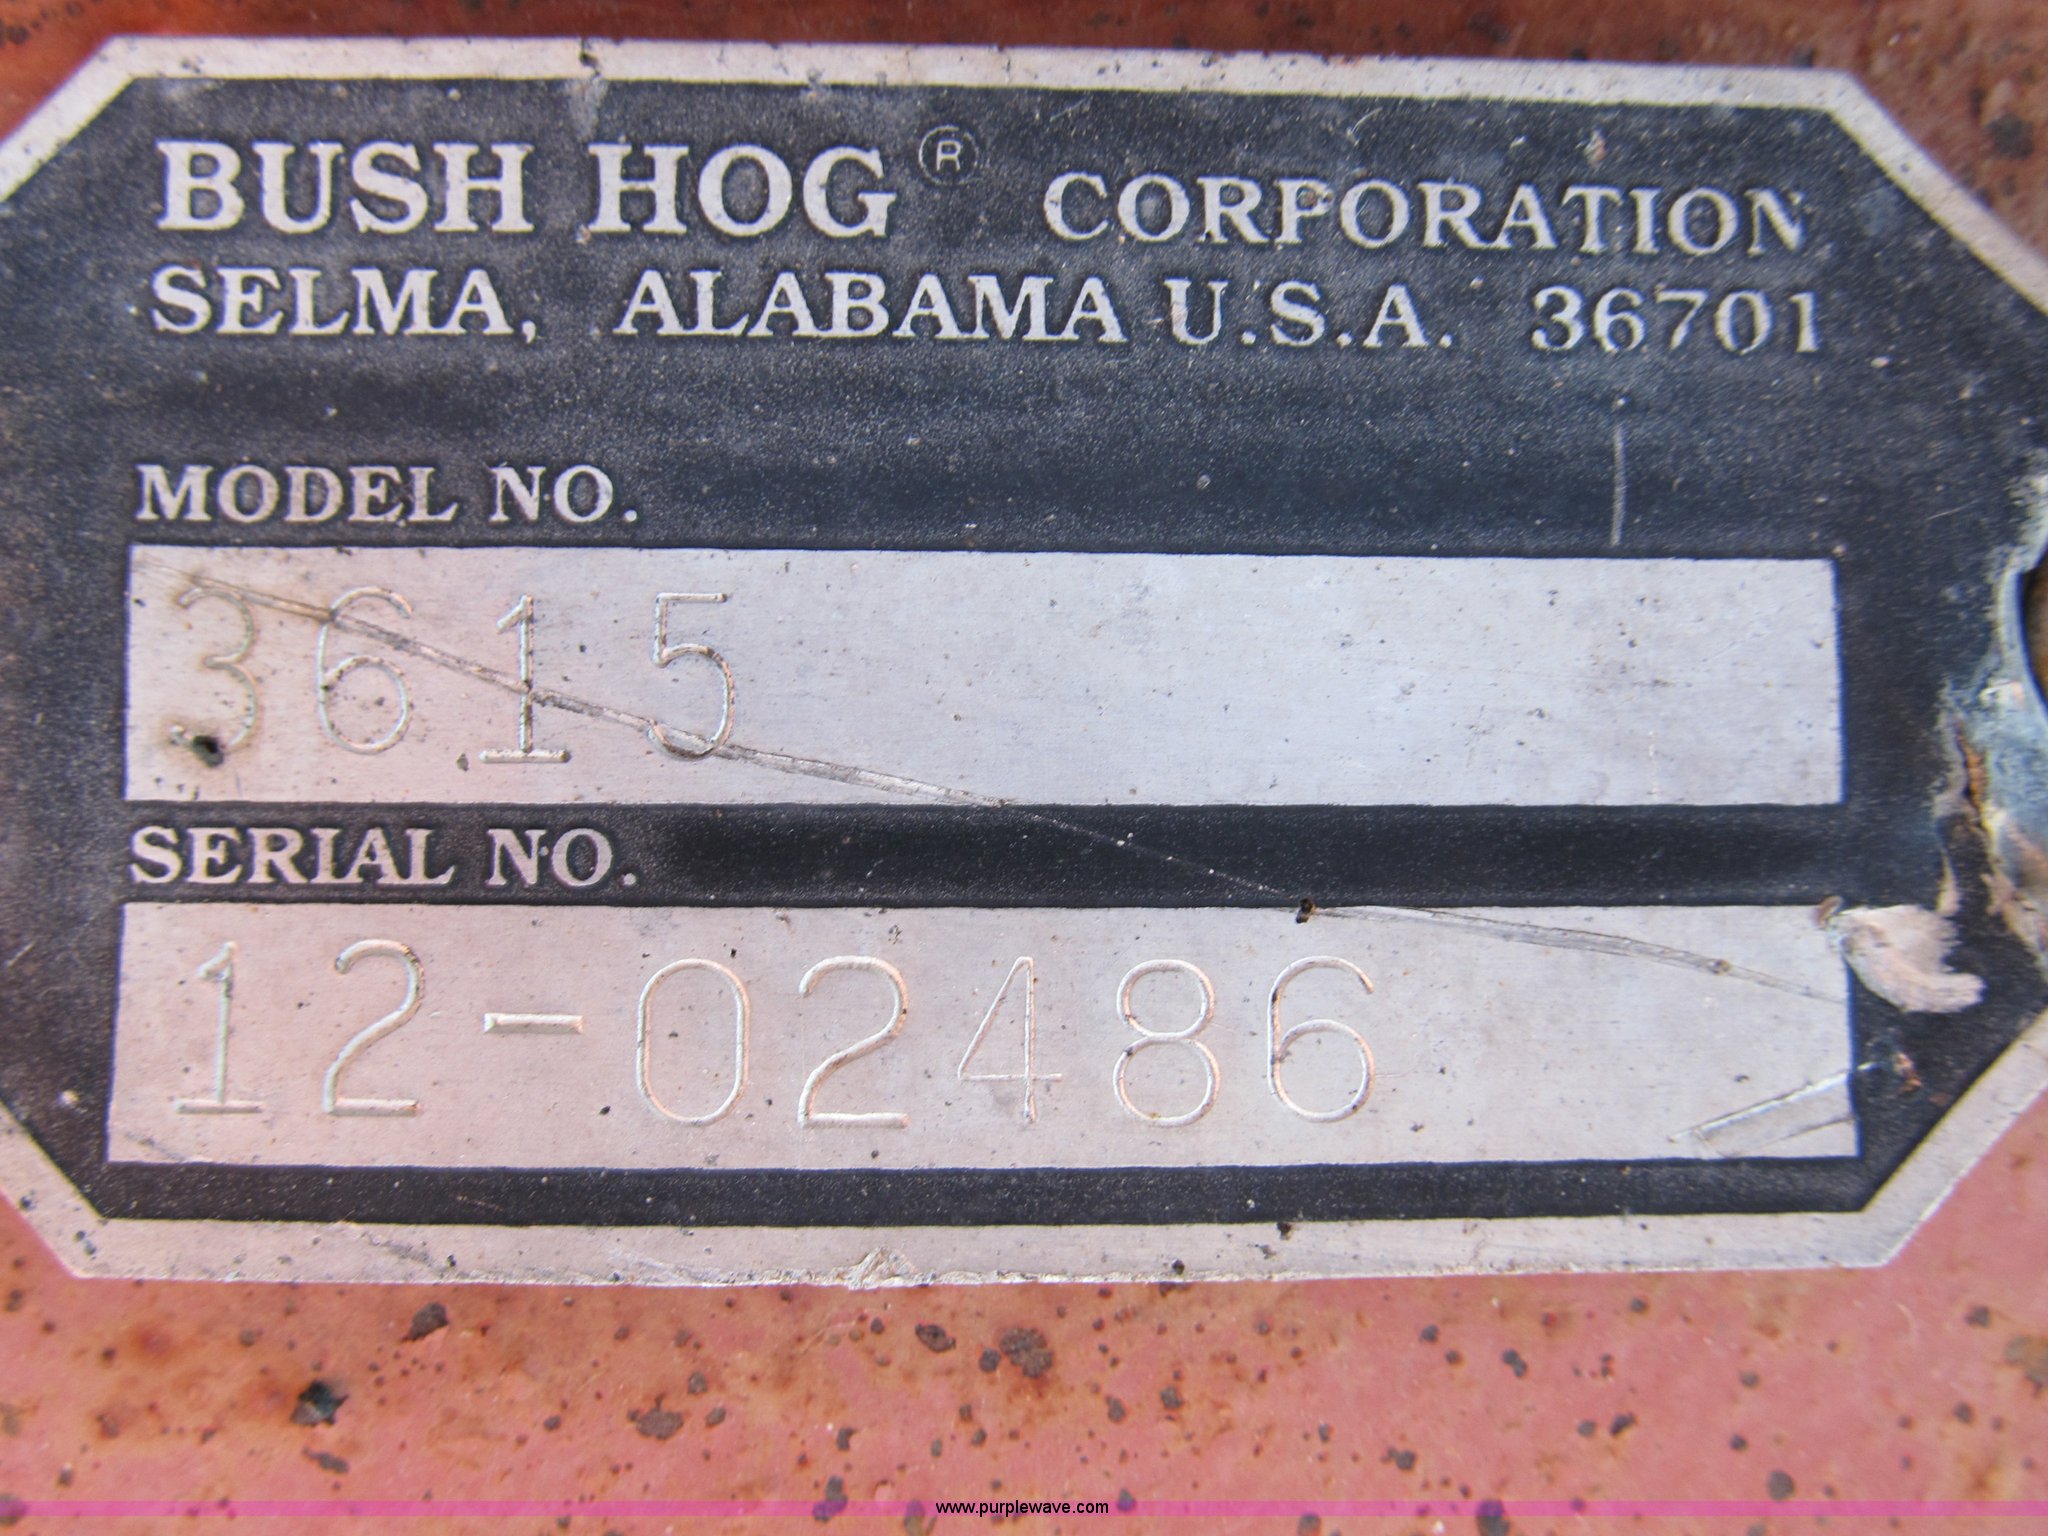 BUSH HOG® CORPORATION
SELMA, ALABAMA U.S.A. 36701
MODEL NO.
3615
SERIAL NO.
12-02486
www.purplewave.com